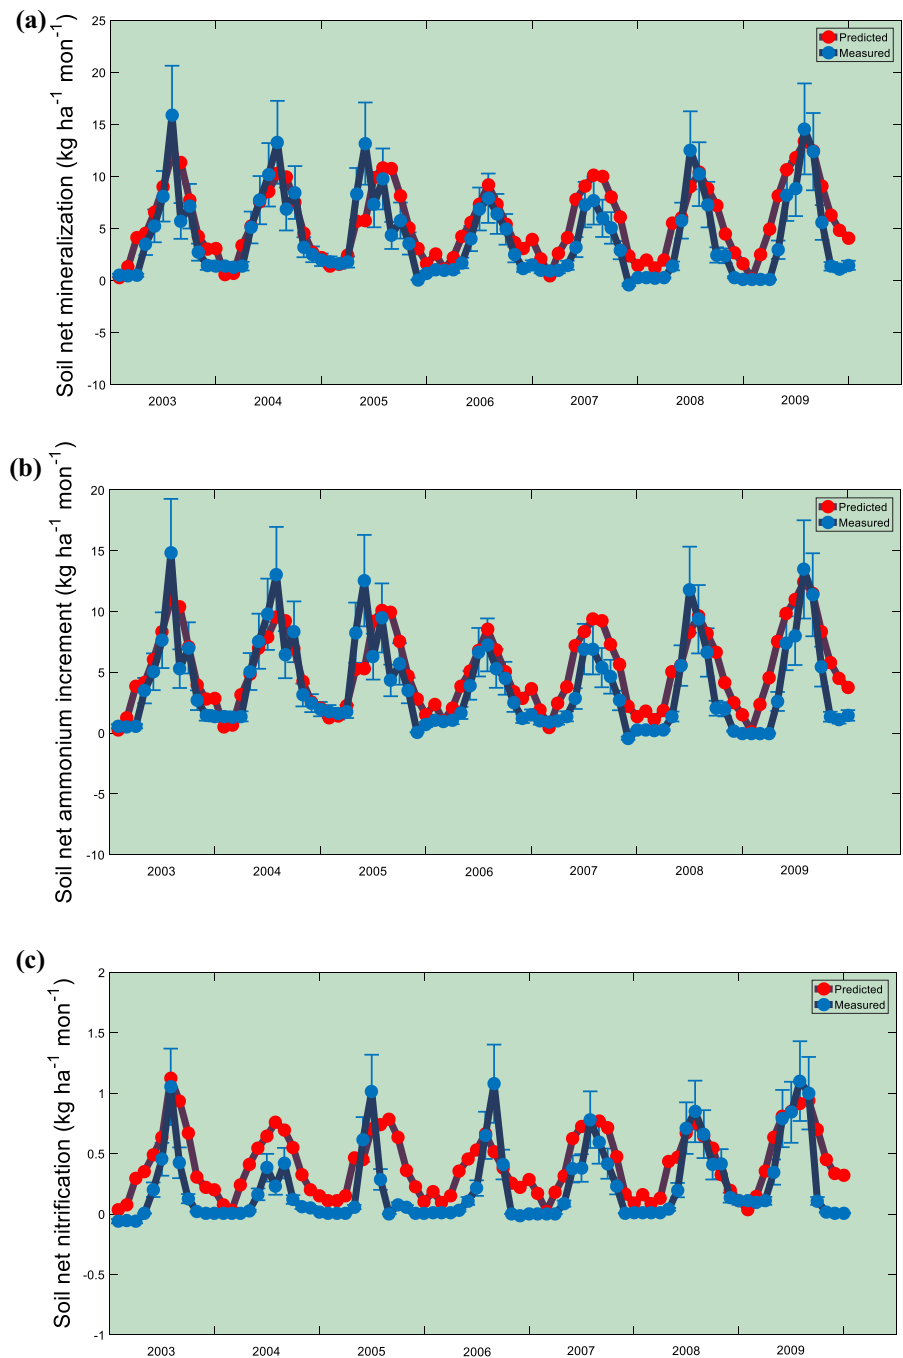 (a)
Soil net mineralization (kg ha⁻¹ mon⁻¹)
25
20
15
10
5
0
-5
-10
Predicted
Measured
2003 2004 2005 2006 2007 2008 2009
(b)
Soil net ammonium increment (kg ha⁻¹ mon⁻¹)
20
15
10
5
0
-5
-10
Predicted
Measured
2003 2004 2005 2006 2007 2008 2009
(c)
Soil net nitrification (kg ha⁻¹ mon⁻¹)
2
1.5
1
0.5
0
-0.5
-1
Predicted
Measured
2003 2004 2005 2006 2007 2008 2009